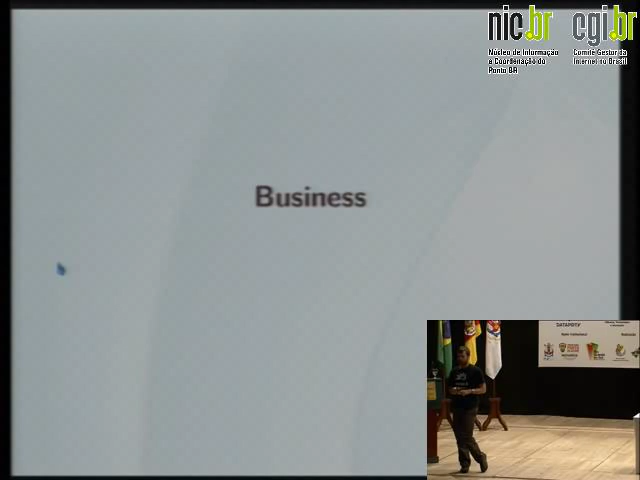 nic.br
Núcleo de Informação
e Coordenação do
Ponto BR
cgi.br
Comitê Gestor da
Internet no Brasil
Business